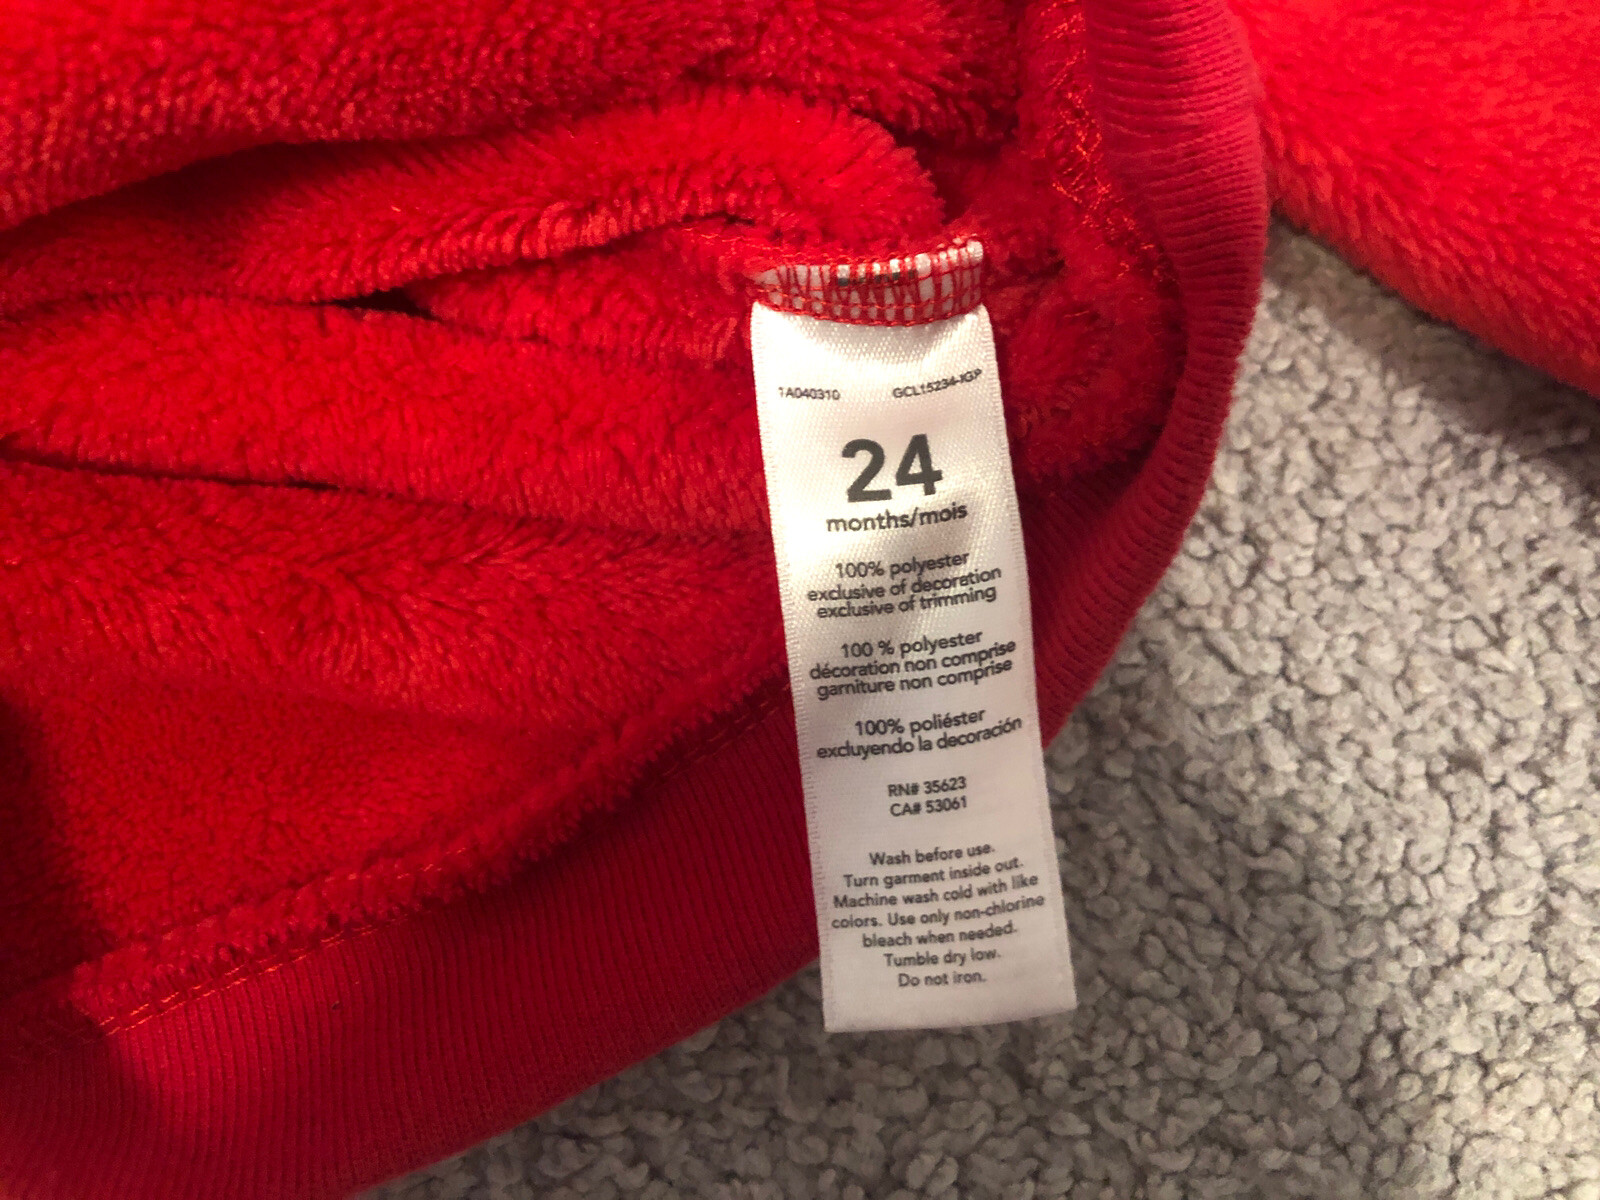 1A040310 GCL15234-IGP
24
months/mois
100% polyester
exclusive of decoration
exclusive of trimming
100 % polyester
décoration non comprise
garniture non comprise
100% poliéster
excluyendo la decoración
RN# 35623
CA# 53061
Wash before use.
Turn garment inside out.
Machine wash cold with like
colors. Use only non-chlorine
bleach when needed.
Tumble dry low.
Do not iron.